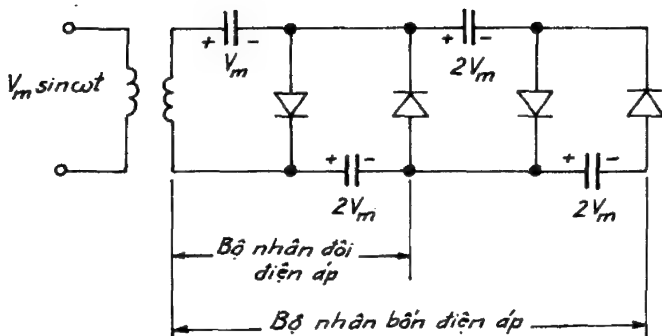 + -
V_m
+ -
2V_m
V_m sinωt
+ -
2V_m
+ -
2V_m
Bộ nhân đôi
điện áp
Bộ nhân bốn điện áp